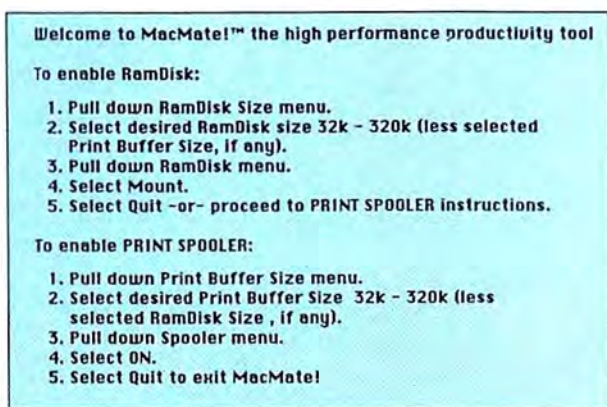 Welcome to MacMate!™ the high performance productivity tool
To enable RamDisk:
1. Pull down RamDisk Size menu.
2. Select desired RamDisk size 32k - 320k (less selected
Print Buffer Size, if any).
3. Pull down RamDisk menu.
4. Select Mount.
5. Select Quit -or- proceed to PRINT SPOOLER instructions.
To enable PRINT SPOOLER:
1. Pull down Print Buffer Size menu.
2. Select desired Print Buffer Size 32k - 320k (less
selected RamDisk Size , if any).
3. Pull down Spooler menu.
4. Select ON.
5. Select Quit to exit MacMate!